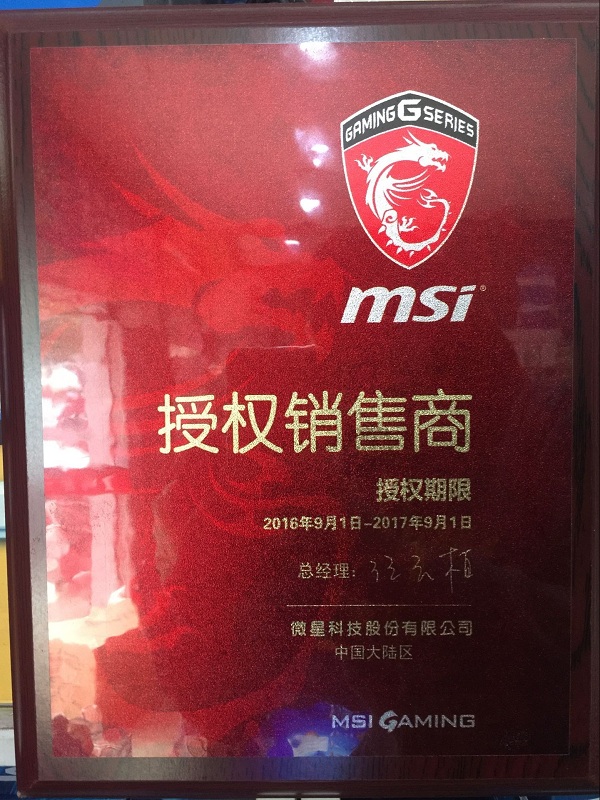 GAMING G SERIES
msi
授权销售商
授权期限
2016年9月1日-2017年9月1日
总经理:
微星科技股份有限公司
中国大陆区
MSI GAMING